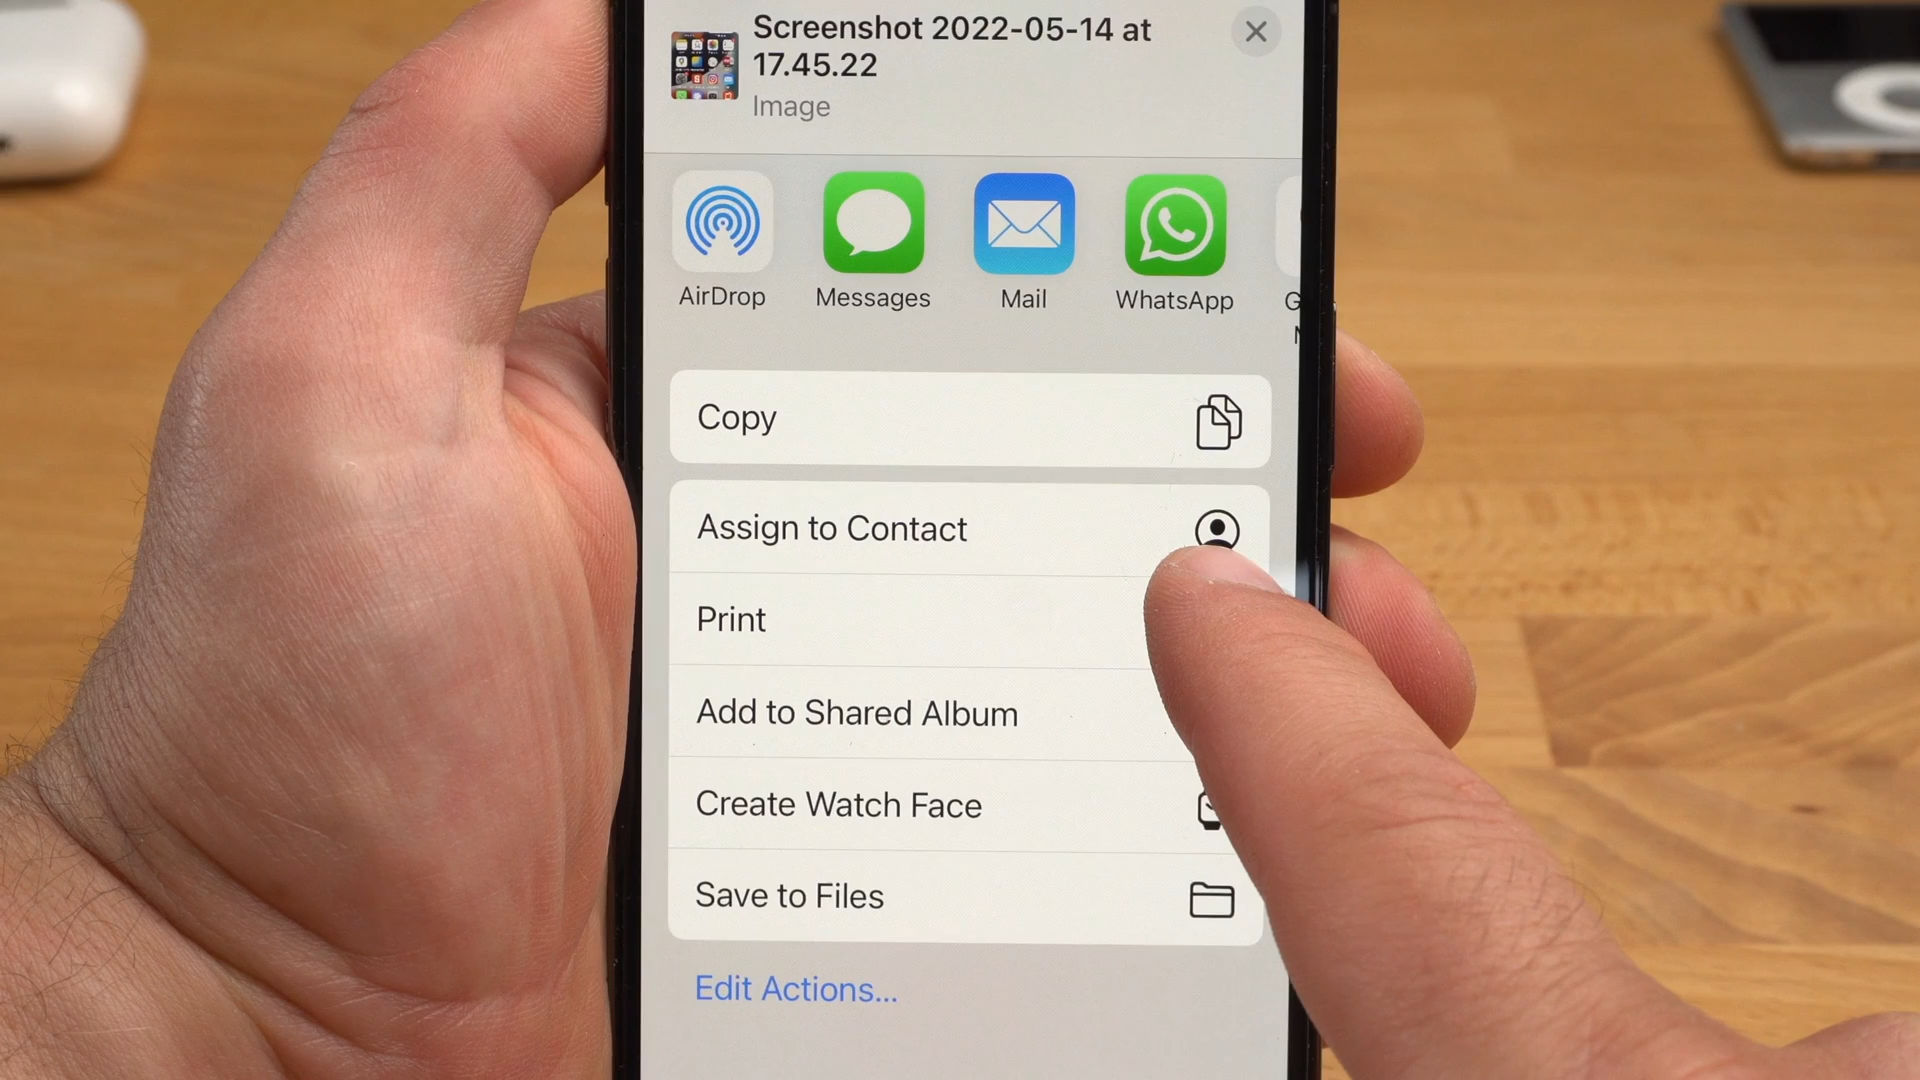 Screenshot 2022-05-14 at
17.45.22
Image
AirDrop
Messages
Mail
WhatsApp
Copy
Assign to Contact
Print
Add to Shared Album
Create Watch Face
Save to Files
Edit Actions...